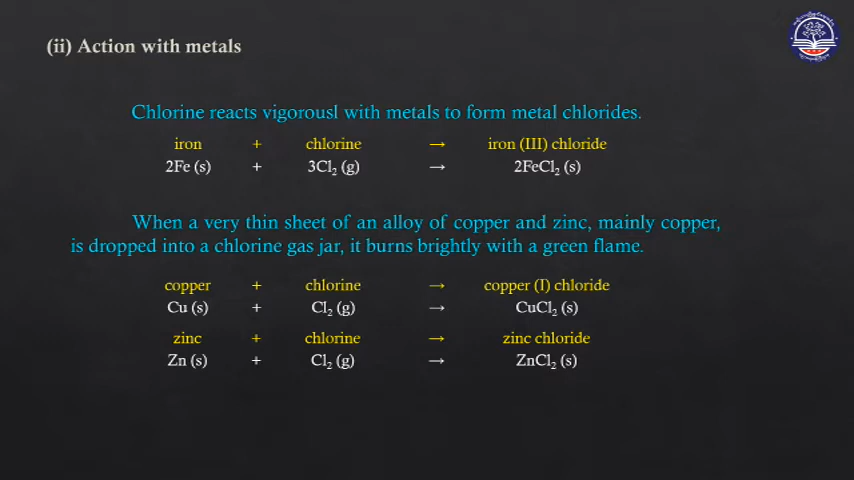 (ii) Action with metals
Chlorine reacts vigorousl with metals to form metal chlorides.
iron + chlorine → iron (III) chloride
2Fe (s) + 3Cl₂ (g) → 2FeCl₂ (s)
When a very thin sheet of an alloy of copper and zinc, mainly copper,
is dropped into a chlorine gas jar, it burns brightly with a green flame.
copper + chlorine → copper (I) chloride
Cu (s) + Cl₂ (g) → CuCl₂ (s)
zinc + chlorine → zinc chloride
Zn (s) + Cl₂ (g) → ZnCl₂ (s)